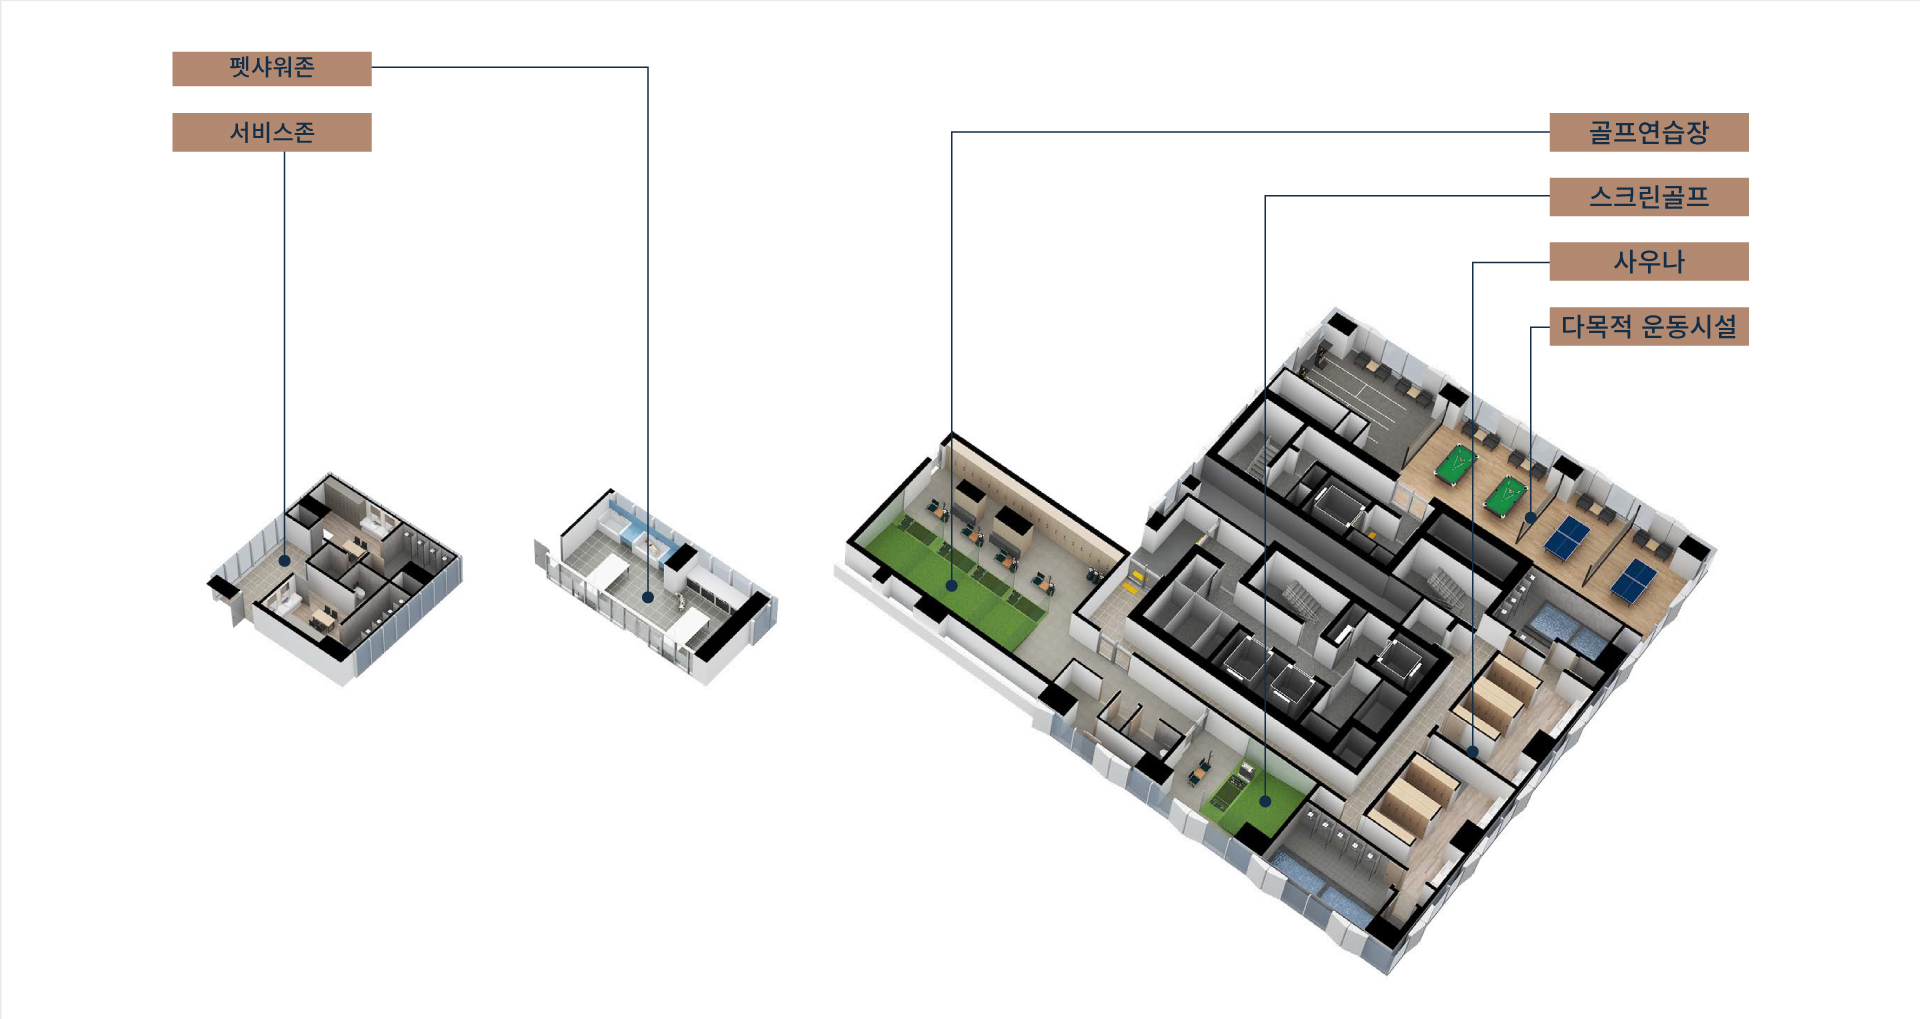 펫샤워존
서비스존
골프연습장
스크린골프
사우나
다목적 운동시설